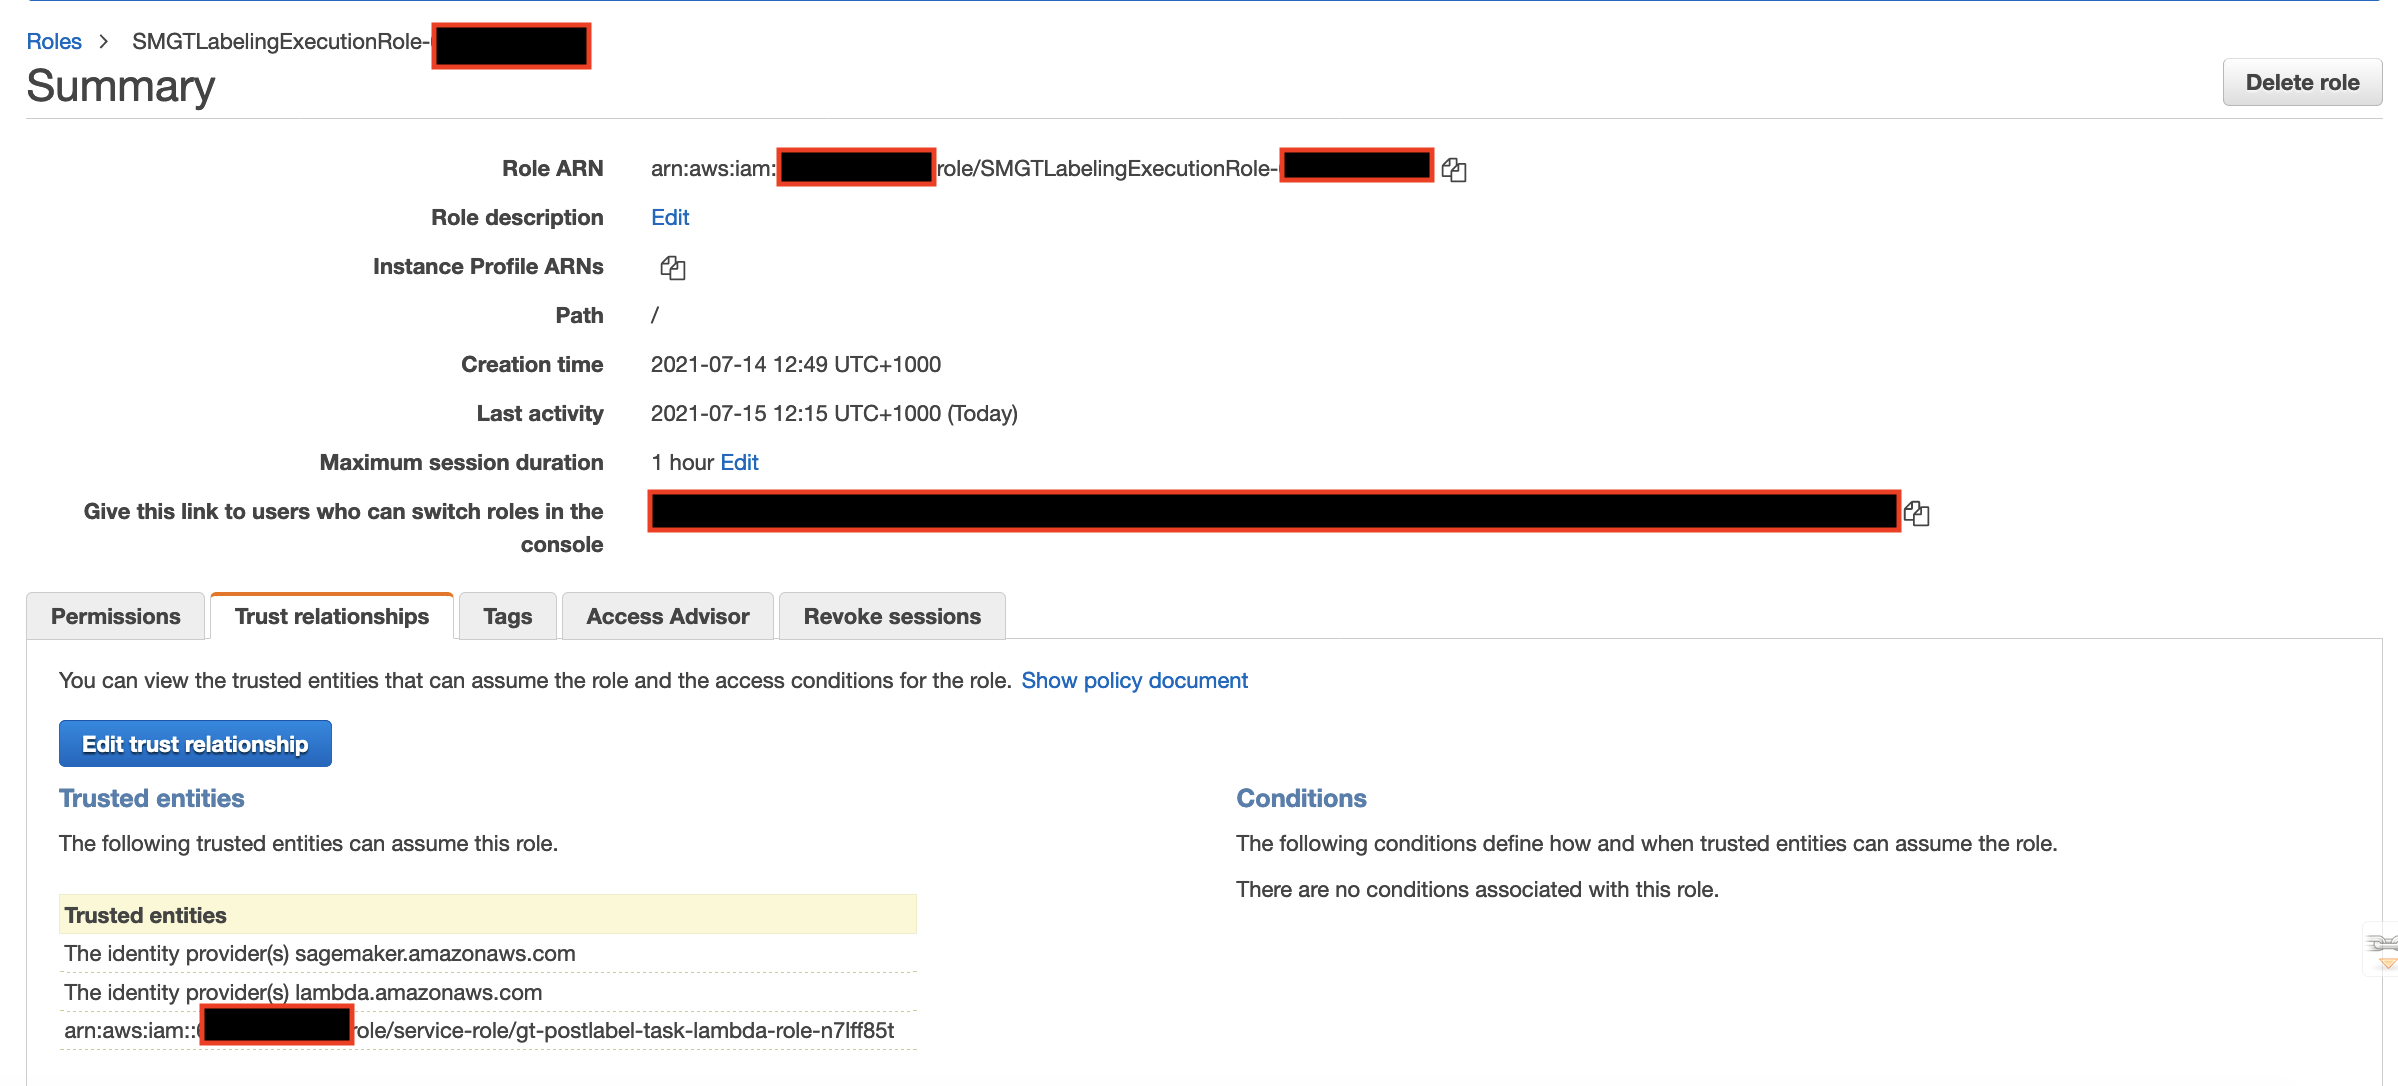 Roles > SMGTLabelingExecutionRole-
Summary
Delete role
Role ARN arn:aws:iam: role/SMGTLabelingExecutionRole-
Role description Edit
Instance Profile ARNs
Path /
Creation time 2021-07-14 12:49 UTC+1000
Last activity 2021-07-15 12:15 UTC+1000 (Today)
Maximum session duration 1 hour Edit
Give this link to users who can switch roles in the
console
Permissions Trust relationships Tags Access Advisor Revoke sessions
You can view the trusted entities that can assume the role and the access conditions for the role. Show policy document
Edit trust relationship
Trusted entities
The following trusted entities can assume this role.
Trusted entities
The identity provider(s) sagemaker.amazonaws.com
The identity provider(s) lambda.amazonaws.com
arn:aws:iam:: role/service-role/gt-postlabel-task-lambda-role-n7lff85t
Conditions
The following conditions define how and when trusted entities can assume the role.
There are no conditions associated with this role.